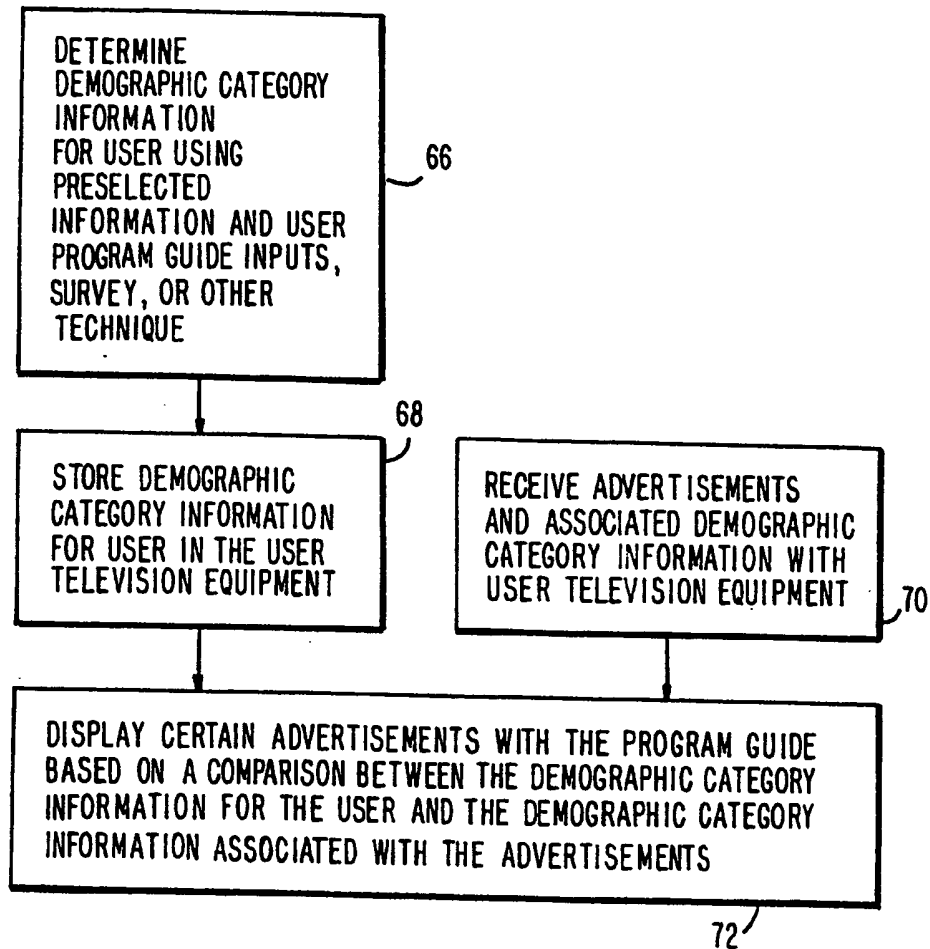 DETERMINE
DEMOGRAPHIC CATEGORY
INFORMATION
FOR USER USING
PRESELECTED
INFORMATION AND USER
PROGRAM GUIDE INPUTS,
SURVEY, OR OTHER
TECHNIQUE
66
STORE DEMOGRAPHIC
CATEGORY INFORMATION
FOR USER IN THE USER
TELEVISION EQUIPMENT
68
RECEIVE ADVERTISEMENTS
AND ASSOCIATED DEMOGRAPHIC
CATEGORY INFORMATION WITH
USER TELEVISION EQUIPMENT
70
DISPLAY CERTAIN ADVERTISEMENTS WITH THE PROGRAM GUIDE
BASED ON A COMPARISON BETWEEN THE DEMOGRAPHIC CATEGORY
INFORMATION FOR THE USER AND THE DEMOGRAPHIC CATEGORY
INFORMATION ASSOCIATED WITH THE ADVERTISEMENTS
72